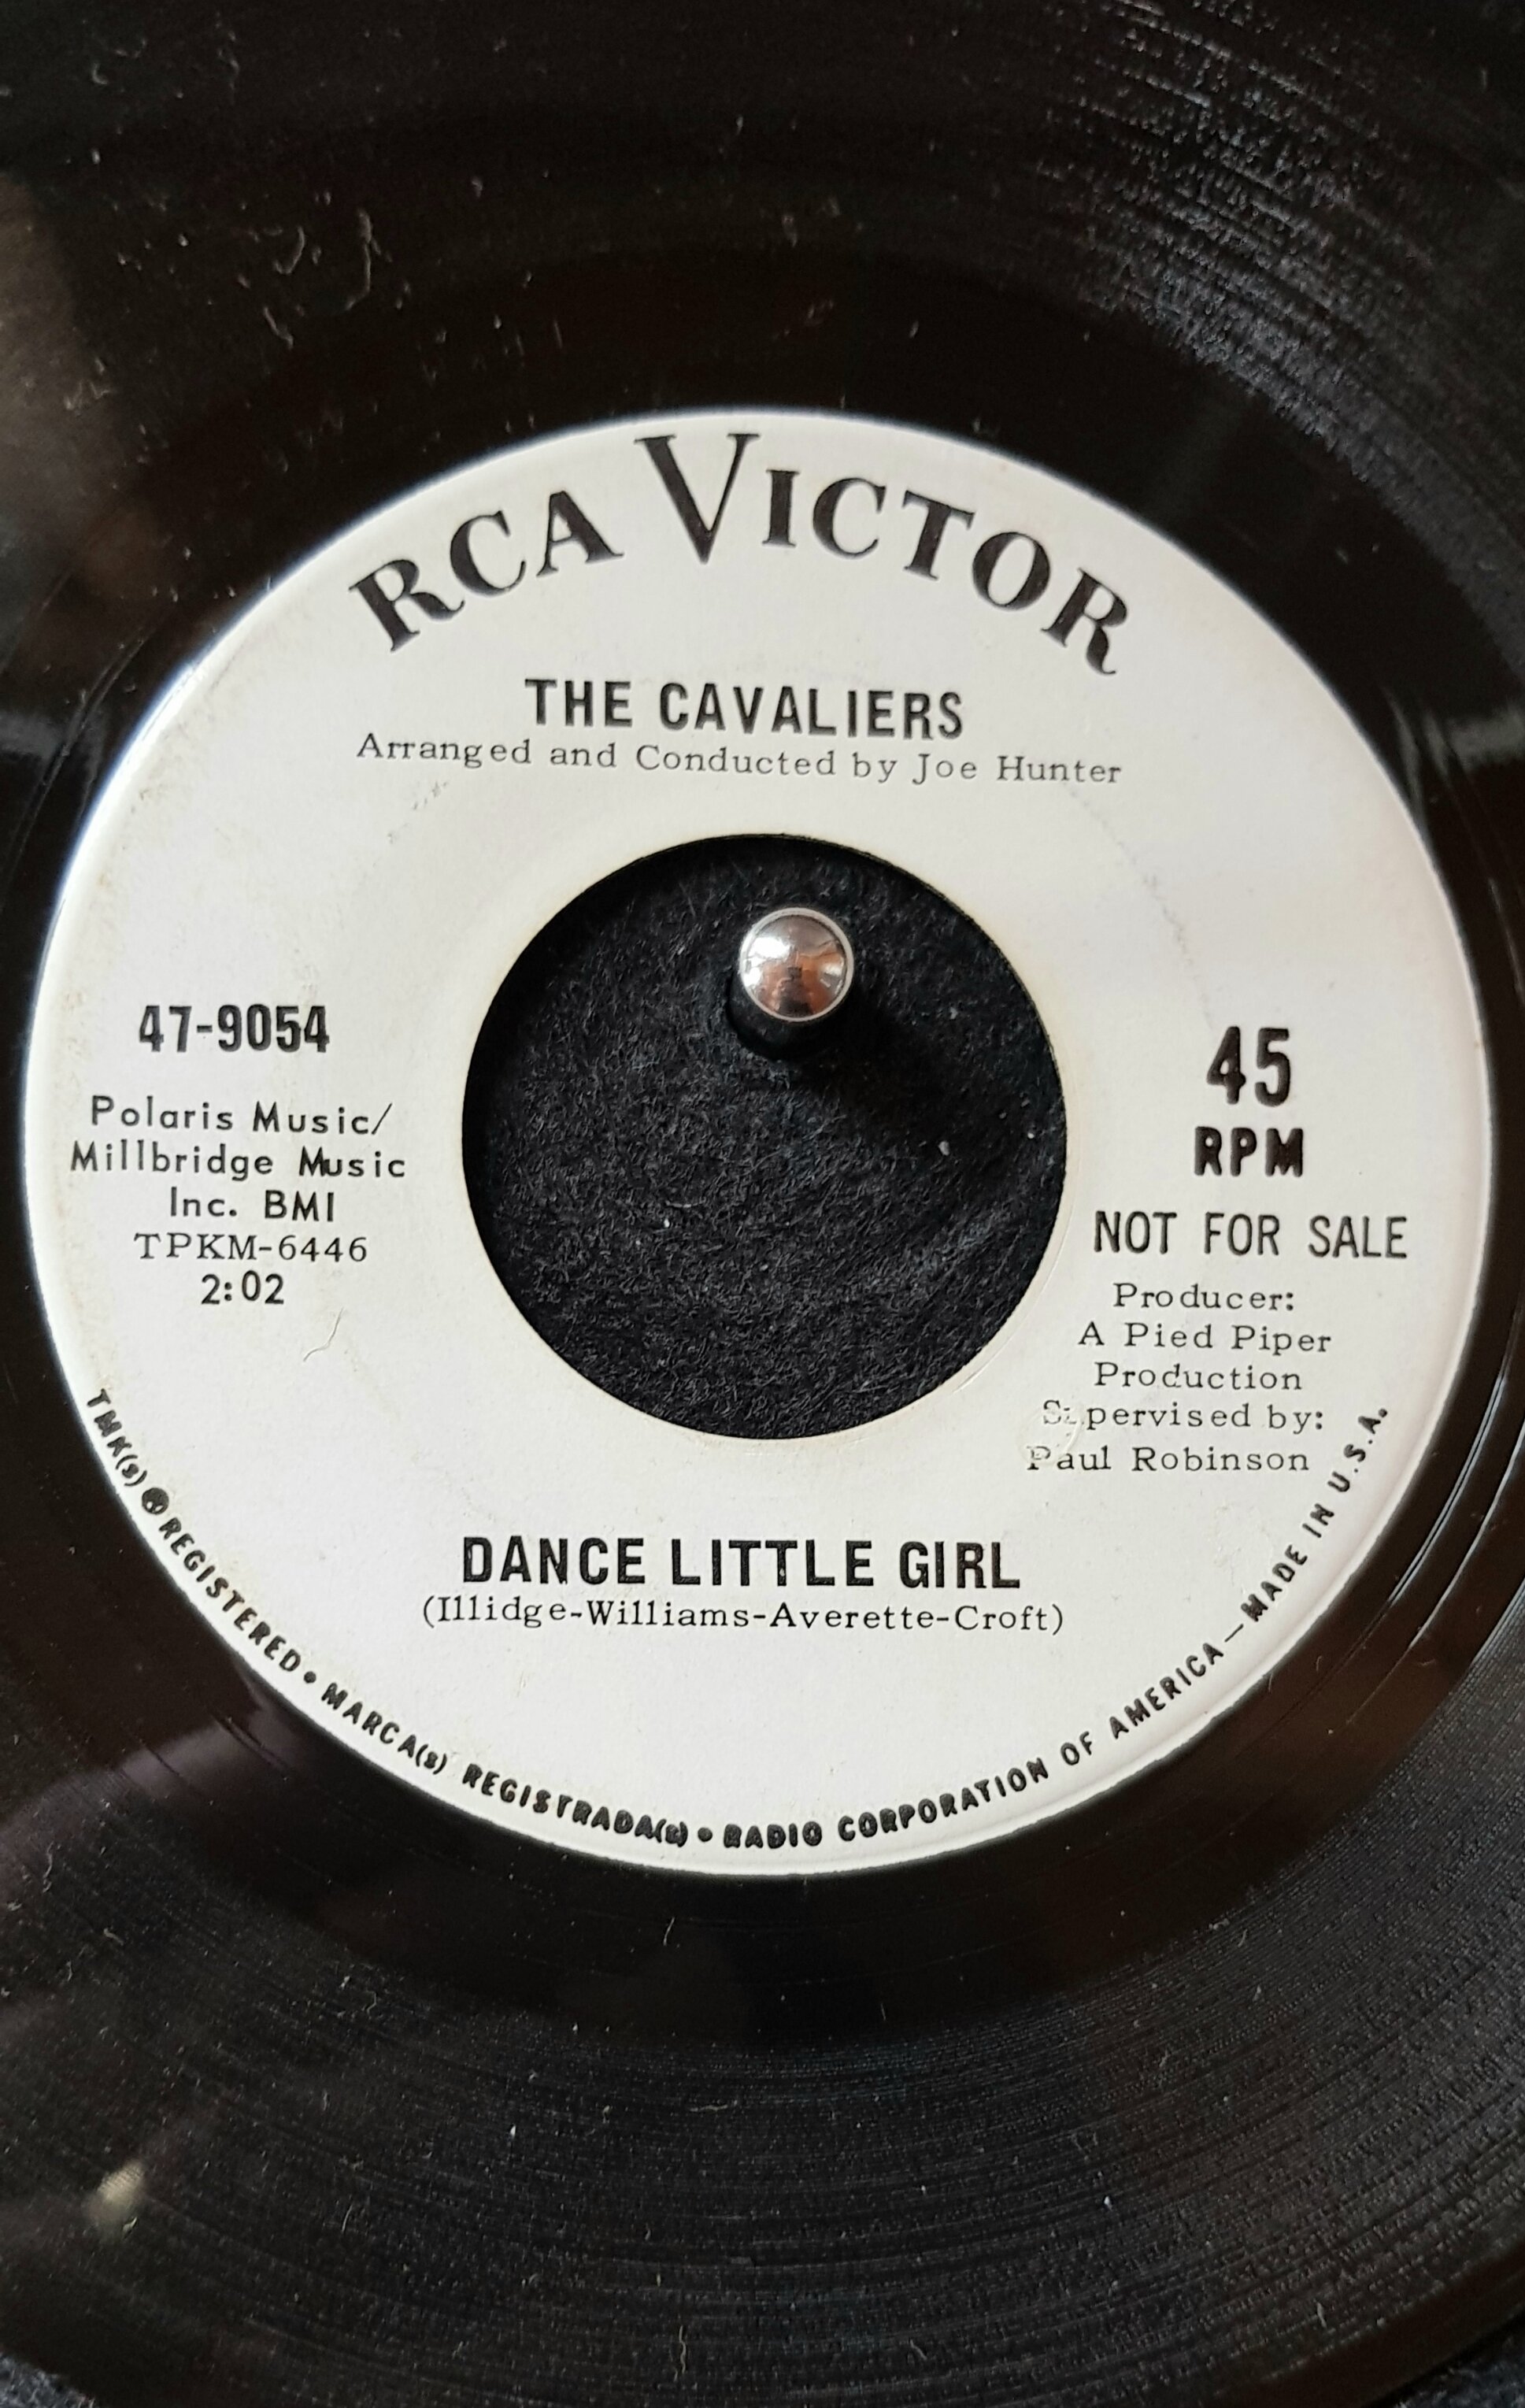 RCA VICTOR
THE CAVALIERS
Arranged and Conducted by Joe Hunter
47-9054
Polaris Music/
Millbridge Music
Inc. BMI
TPKM-6446
2:02
45
RPM
NOT FOR SALE
Producer:
A Pied Piper
Production
Supervised by:
Paul Robinson
DANCE LITTLE GIRL
(Illidge-Williams-Averette-Croft)
TMK(s) ® REGISTERED • MARCA(s) REGISTRADA(s) • RADIO CORPORATION OF AMERICA — MADE IN U.S.A.